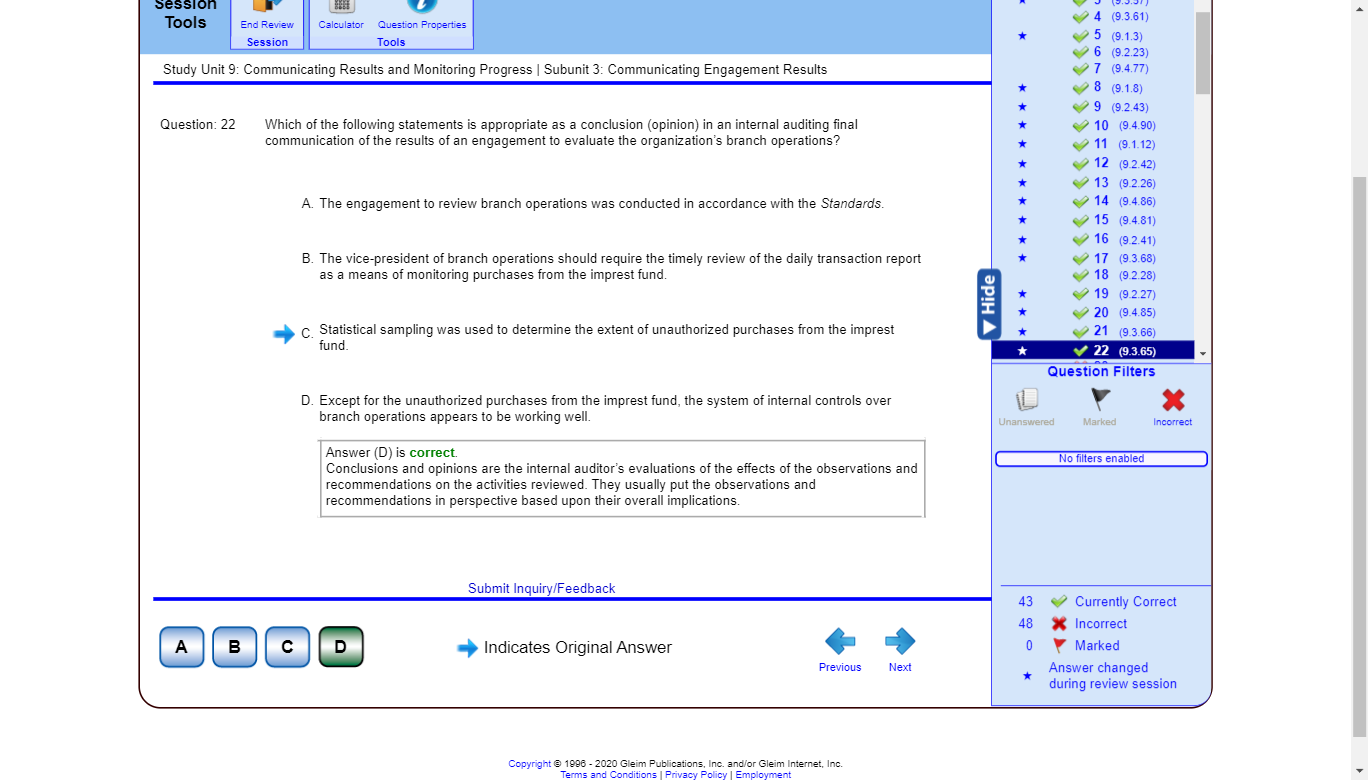 Session
Tools
End Review
Session
Calculator
Question Properties
Tools
Study Unit 9: Communicating Results and Monitoring Progress | Subunit 3: Communicating Engagement Results
Question: 22
Which of the following statements is appropriate as a conclusion (opinion) in an internal auditing final
communication of the results of an engagement to evaluate the organization's branch operations?
A. The engagement to review branch operations was conducted in accordance with the Standards.
B. The vice-president of branch operations should require the timely review of the daily transaction report
as a means of monitoring purchases from the imprest fund.
C. Statistical sampling was used to determine the extent of unauthorized purchases from the imprest
fund.
D. Except for the unauthorized purchases from the imprest fund, the system of internal controls over
branch operations appears to be working well.
Answer (D) is correct.
Conclusions and opinions are the internal auditor's evaluations of the effects of the observations and
recommendations on the activities reviewed. They usually put the observations and
recommendations in perspective based upon their overall implications.
Submit Inquiry/Feedback
A
B
C
D
Indicates Original Answer
Previous
Next
4 (9.3.61)
★ 5 (9.1.3)
6 (9.2.23)
7 (9.4.77)
★ 8 (9.1.8)
★ 9 (9.2.43)
★ 10 (9.4.90)
★ 11 (9.1.12)
★ 12 (9.2.42)
★ 13 (9.2.26)
★ 14 (9.4.86)
★ 15 (9.4.81)
★ 16 (9.2.41)
★ 17 (9.3.68)
18 (9.2.28)
★ 19 (9.2.27)
★ 20 (9.4.85)
★ 21 (9.3.66)
★ 22 (9.3.65)
Hide
Question Filters
Unanswered
Marked
Incorrect
No filters enabled
43 Currently Correct
48 Incorrect
0 Marked
★ Answer changed
during review session
Copyright © 1996 - 2020 Gleim Publications, Inc. and/or Gleim Internet, Inc.
Terms and Conditions | Privacy Policy | Employment